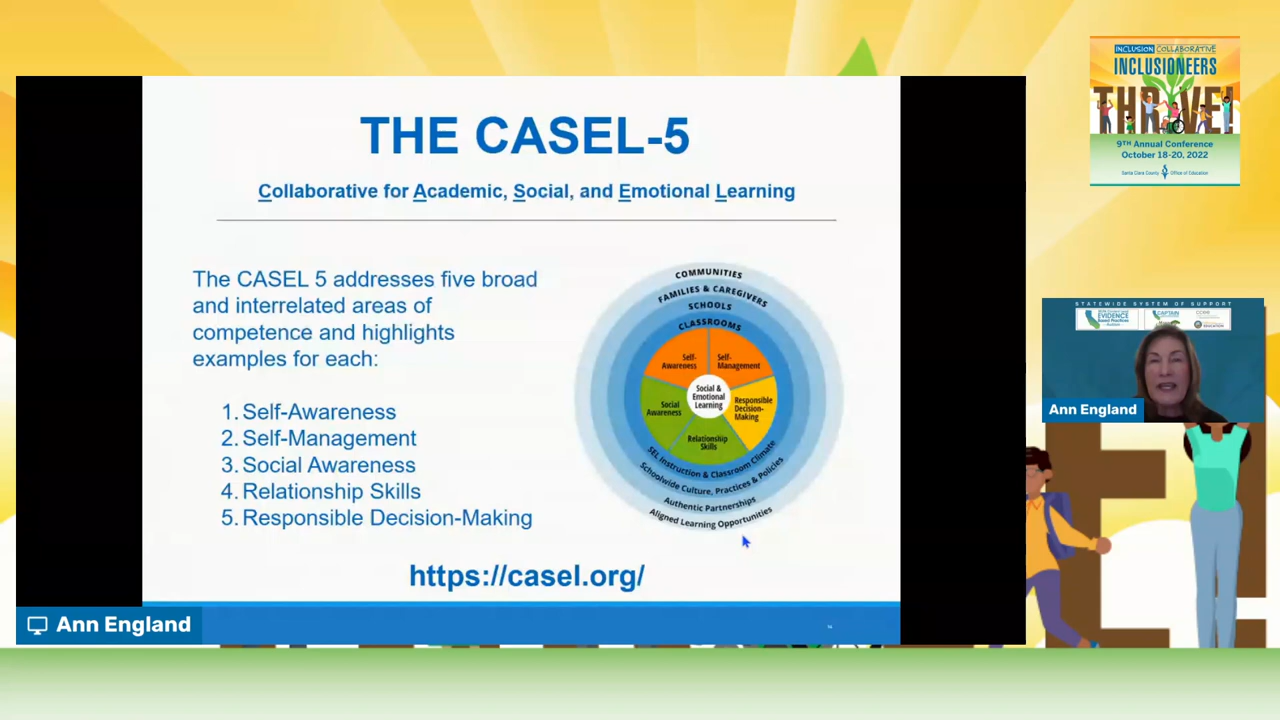 THE CASEL-5
Collaborative for Academic, Social, and Emotional Learning
The CASEL 5 addresses five broad
and interrelated areas of
competence and highlights
examples for each:
1. Self-Awareness
2. Self-Management
3. Social Awareness
4. Relationship Skills
5. Responsible Decision-Making
COMMUNITIES
FAMILIES & CAREGIVERS
SCHOOLS
CLASSROOMS
Self-
Awareness
Self-
Management
Social
Awareness
Social &
Emotional
Learning
Responsible
Decision-
Making
Relationship
Skills
SEL Instruction & Classroom Climate
Schoolwide Culture, Practices & Policies
Authentic Partnerships
Aligned Learning Opportunities
https://casel.org/
Ann England
INCLUSION COLLABORATIVE
INCLUSIONEERS
THRIVE!
9TH Annual Conference
October 18-20, 2022
Santa Clara County Office of Education
STATEWIDE SYSTEM OF SUPPORT
EVIDENCE
CAPTAIN
Ann England